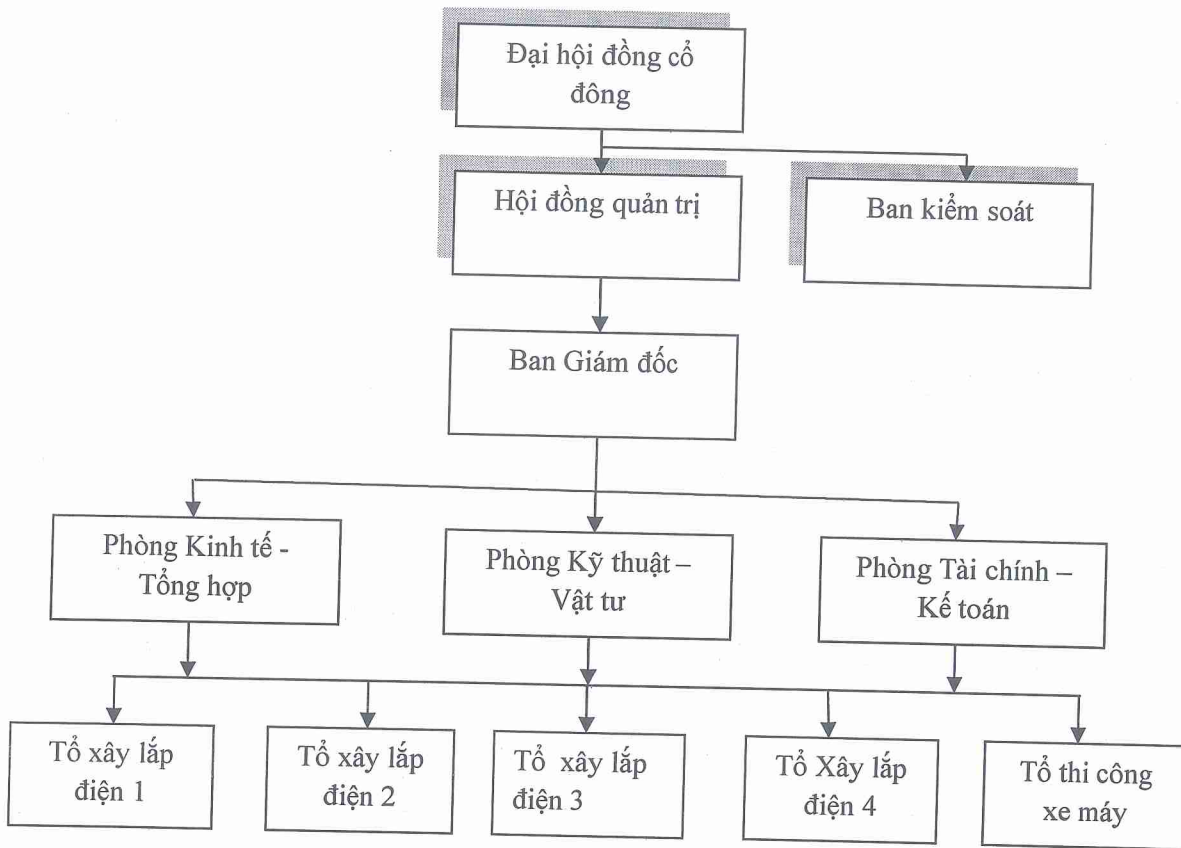 Đại hội đồng cổ
đông
Hội đồng quản trị
Ban kiểm soát
Ban Giám đốc
Phòng Kinh tế -
Tổng hợp
Phòng Kỹ thuật –
Vật tư
Phòng Tài chính –
Kế toán
Tổ xây lắp
điện 1
Tổ xây lắp
điện 2
Tổ xây lắp
điện 3
Tổ Xây lắp
điện 4
Tổ thi công
xe máy